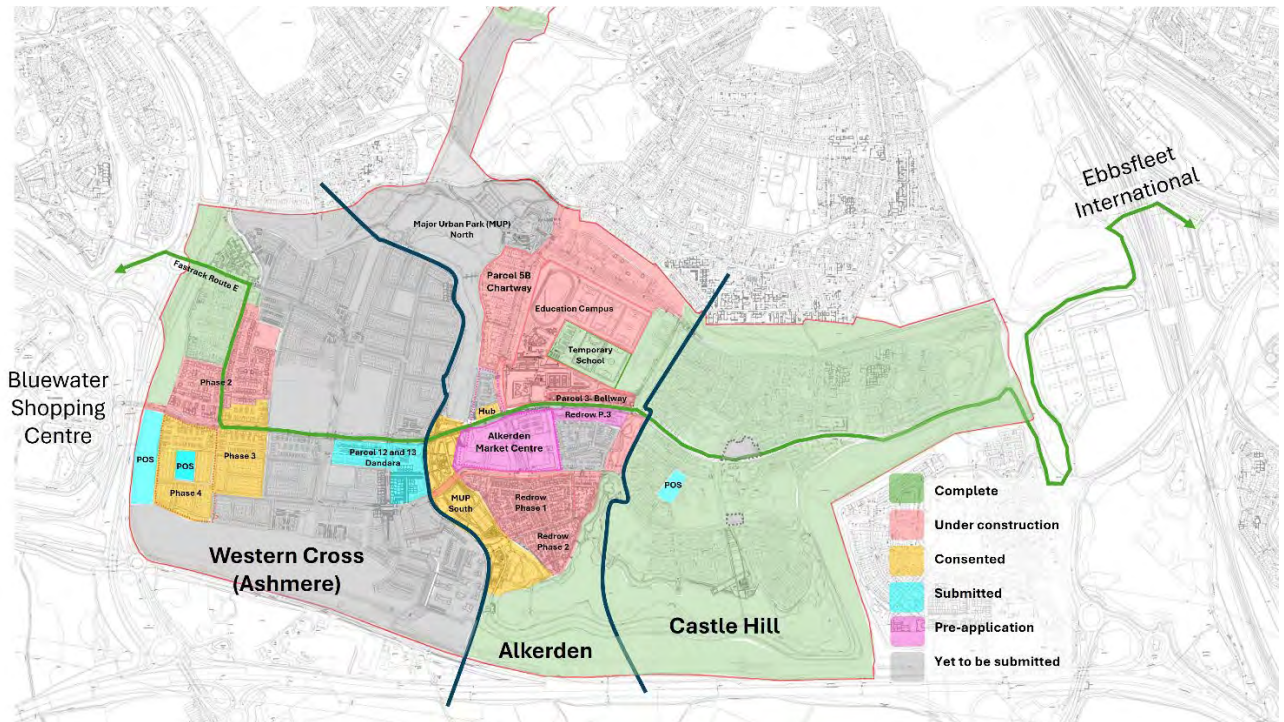 Ebbsfleet
International
Major Urban Park (MUP)
North
Fastrack Route E
Parcel 5B
Chartway
Education Campus
Temporary
School
Bluewater
Shopping
Centre
Phase 2
Parcel 3- Bellway
Hub
Redrow P.3
Alkerden
Market Centre
POS
POS
Phase 3
Phase 4
Parcel 12 and 13
Dandara
MUP
South
Redrow
Phase 1
Redrow
Phase 2
POS
Western Cross
(Ashmere)
Alkerden
Castle Hill
Complete
Under construction
Consented
Submitted
Pre-application
Yet to be submitted